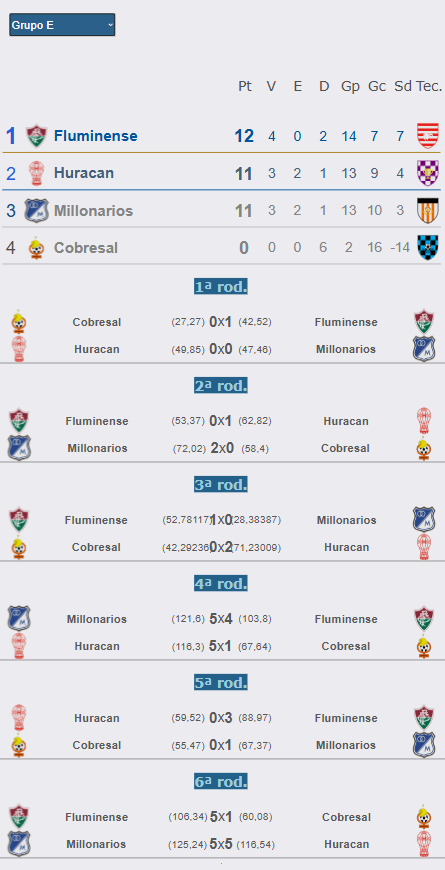 Grupo E
Pt V E D Gp Gc Sd Tec.
1 Fluminense 12 4 0 2 14 7 7
2 Huracan 11 3 2 1 13 9 4
3 Millonarios 11 3 2 1 13 10 3
4 Cobresal 0 0 0 6 2 16 -14
1ª rod.
Cobresal (27,27) 0X1 (42,52) Fluminense
Huracan (49,85) 0X0 (47,46) Millonarios
2ª rod.
Fluminense (53,37) 0X1 (62,82) Huracan
Millonarios (72,02) 2X0 (58,4) Cobresal
3ª rod.
Fluminense (52,78117) 1X0 (28,38387) Millonarios
Cobresal (42,29236) 0X2 (71,23009) Huracan
4ª rod.
Millonarios (121,6) 5X4 (103,8) Fluminense
Huracan (116,3) 5X1 (67,64) Cobresal
5ª rod.
Huracan (59,52) 0X3 (88,97) Fluminense
Cobresal (55,47) 0X1 (67,37) Millonarios
6ª rod.
Fluminense (106,34) 5X1 (60,08) Cobresal
Millonarios (125,24) 5X5 (116,54) Huracan